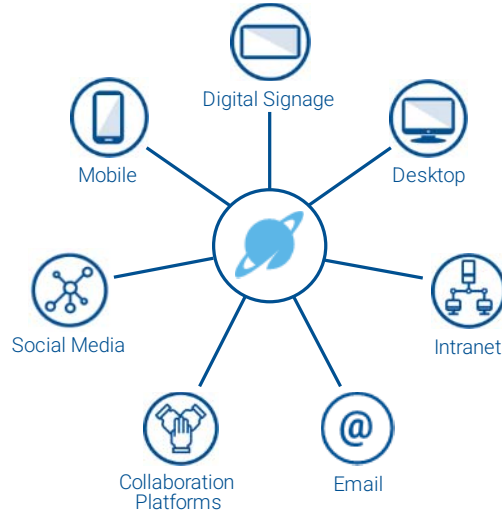 Digital Signage
Mobile
Desktop
Social Media
Intranet
Collaboration
Platforms
@
Email